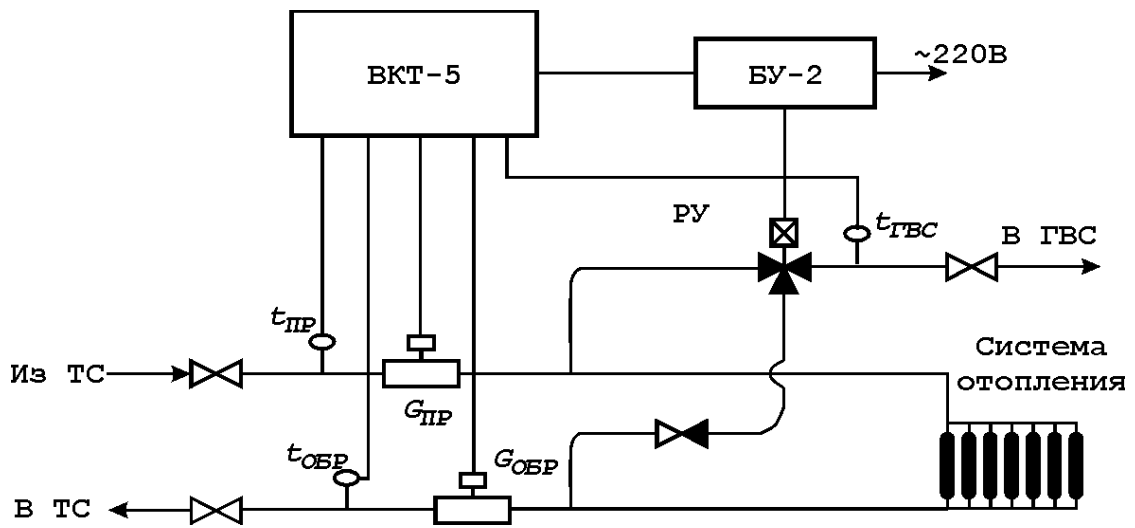 ВКТ-5
БУ-2
~220В
РУ
tГВС
В ГВС
tПР
Из ТС
GПР
Система
отопления
tОБР
GОБР
В ТС